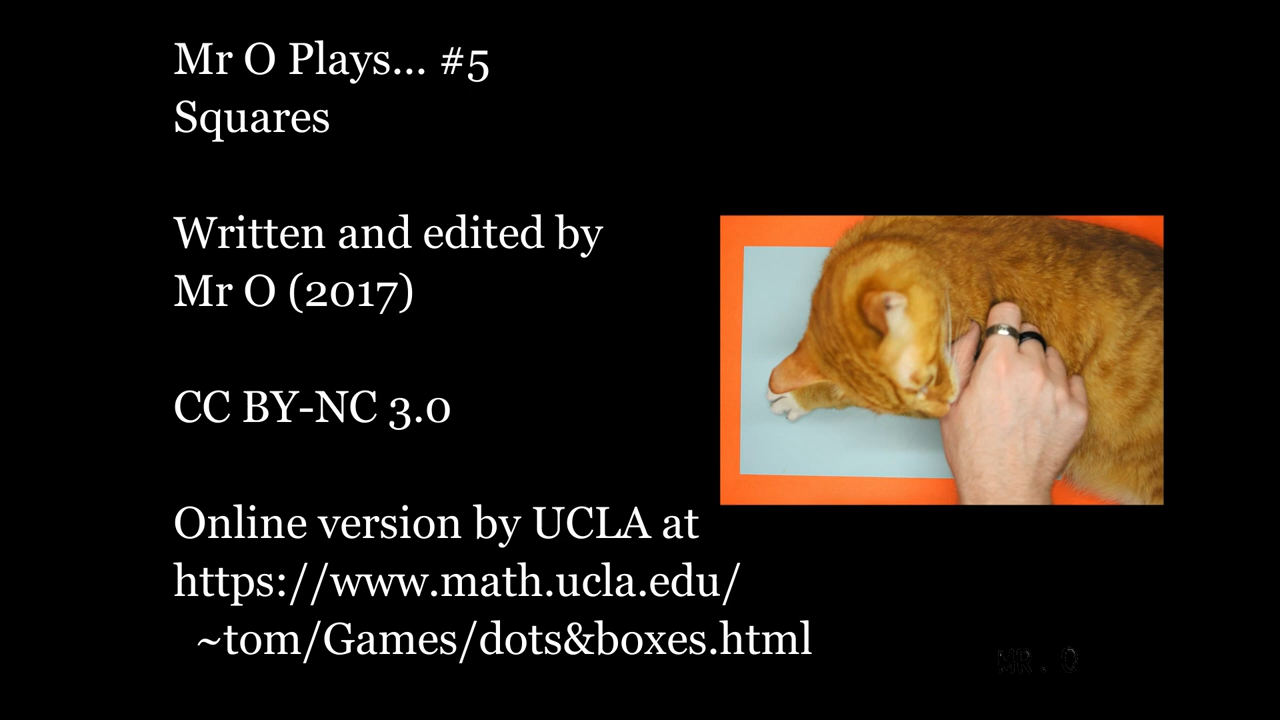 Mr O Plays... #5
Squares
Written and edited by
Mr O (2017)
CC BY-NC 3.0
Online version by UCLA at
https://www.math.ucla.edu/
~tom/Games/dots&boxes.html
MR. O